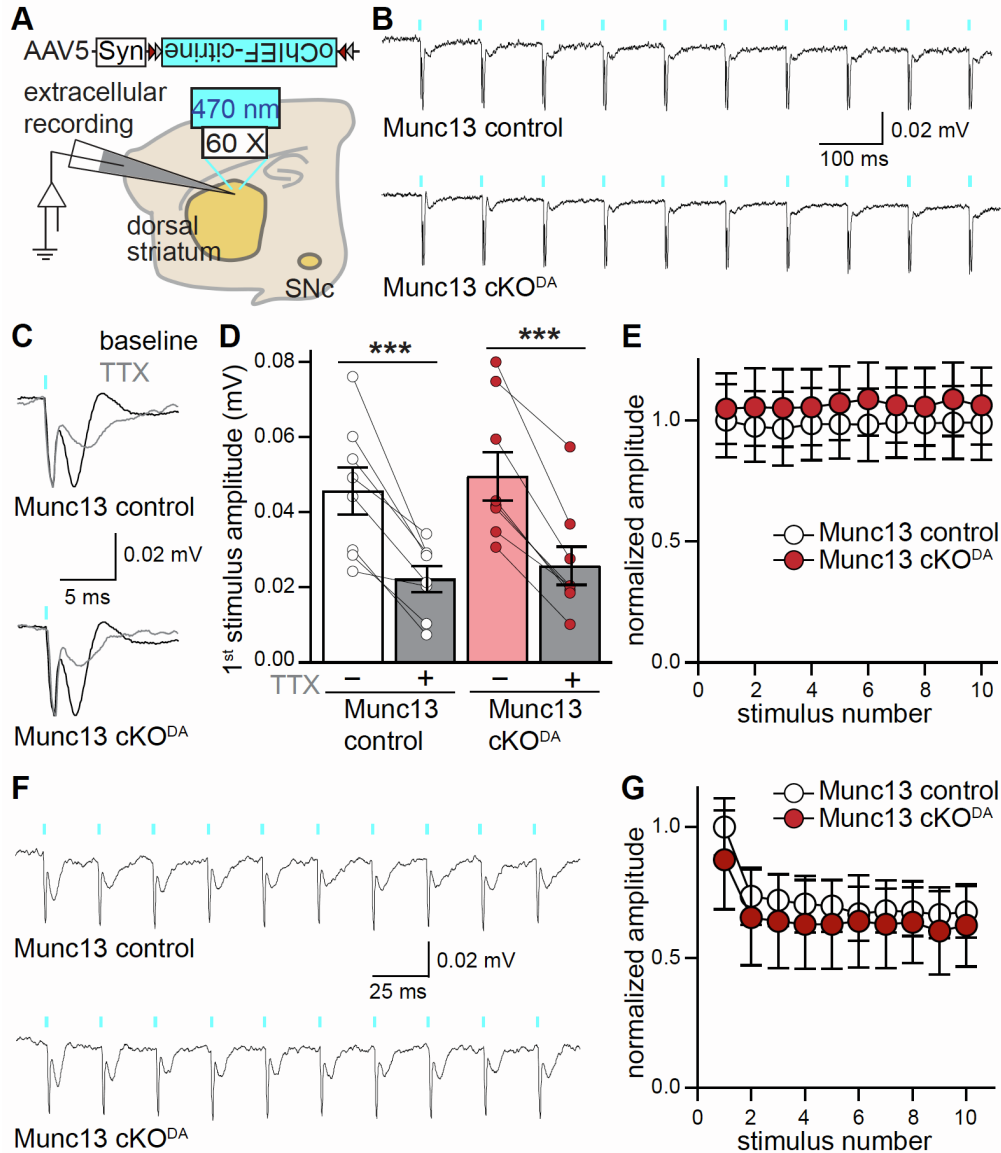 A
AAV5
Syn
oChIEF-citrine
extracellular
recording
470 nm
60 X
dorsal
striatum
SNc
B
Munc13 control
0.02 mV
100 ms
Munc13 cKOᴰᴬ
C
baseline
TTX
Munc13 control
0.02 mV
5 ms
Munc13 cKOᴰᴬ
D
1ˢᵗ stimulus amplitude (mV)
0.08
0.06
0.04
0.02
0.00
***
***
TTX
− + − +
Munc13
control
Munc13
cKOᴰᴬ
E
normalized amplitude
1.0
0.5
0.0
Munc13 control
Munc13 cKOᴰᴬ
0 2 4 6 8 10
stimulus number
F
Munc13 control
0.02 mV
25 ms
Munc13 cKOᴰᴬ
G
Munc13 control
Munc13 cKOᴰᴬ
normalized amplitude
1.0
0.5
0.0
0 2 4 6 8 10
stimulus number